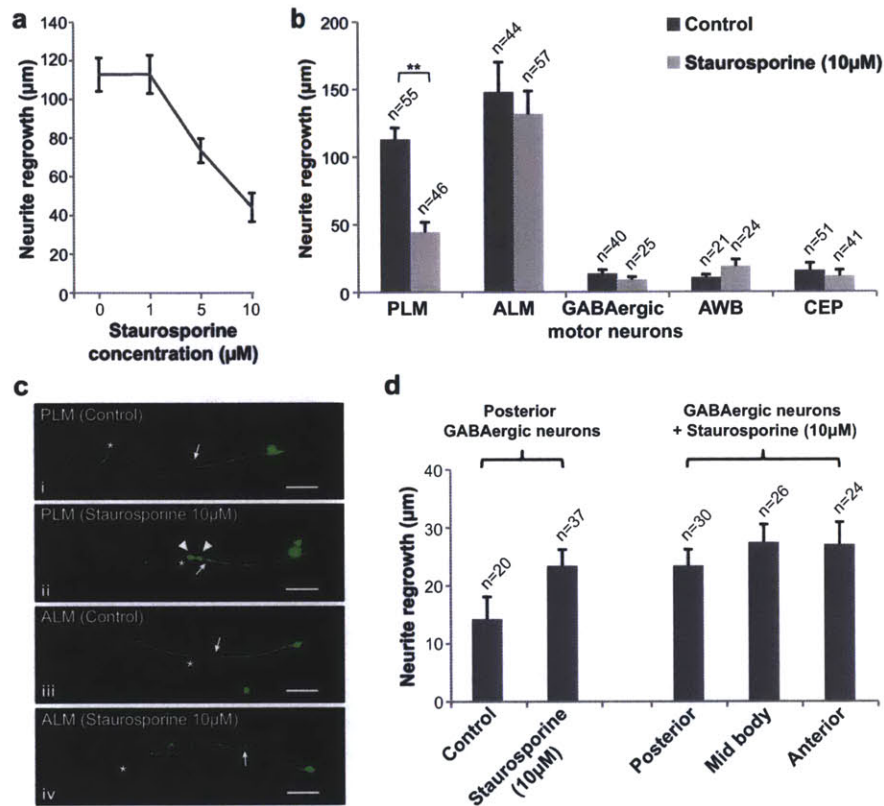 a
140
120
100
80
60
40
20
0
Neurite regrowth (µm)
0 1 5 10
Staurosporine
concentration (µM)
b
200
150
100
50
0
Neurite regrowth (µm)
Control
Staurosporine (10µM)
**
n=55
n=46
n=44
n=57
n=40
n=25
n=21
n=24
n=51
n=41
PLM
ALM
GABAergic
motor neurons
AWB
CEP
c
PLM (Control)
*
i
PLM (Staurosporine 10µM)
*
ii
ALM (Control)
*
iii
ALM (Staurosporine 10µM)
*
iv
d
Posterior
GABAergic neurons
GABAergic neurons
+ Staurosporine (10µM)
40
30
20
10
0
Neurite regrowth (µm)
n=20
n=37
n=30
n=26
n=24
Control
Staurosporine
(10µM)
Posterior
Mid body
Anterior